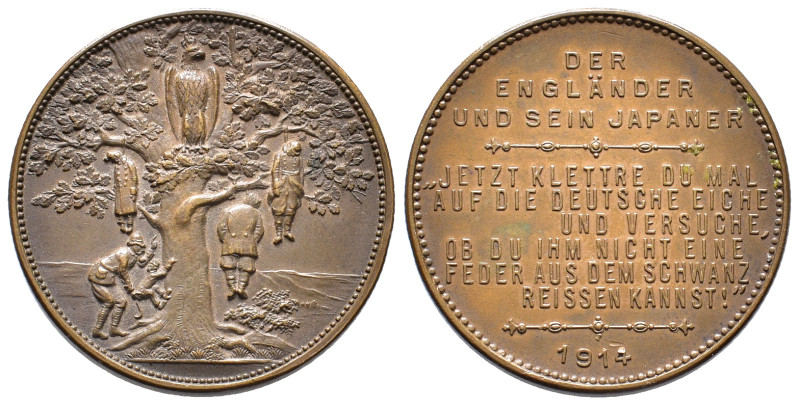 DER
ENGLÄNDER
UND SEIN JAPANER
„JETZT KLETTRE DU MAL
AUF DIE DEUTSCHE EICHE
UND VERSUCHE,
OB DU IHM NICHT EINE
FEDER AUS DEM SCHWANZ
REISSEN KANNST!"
1914